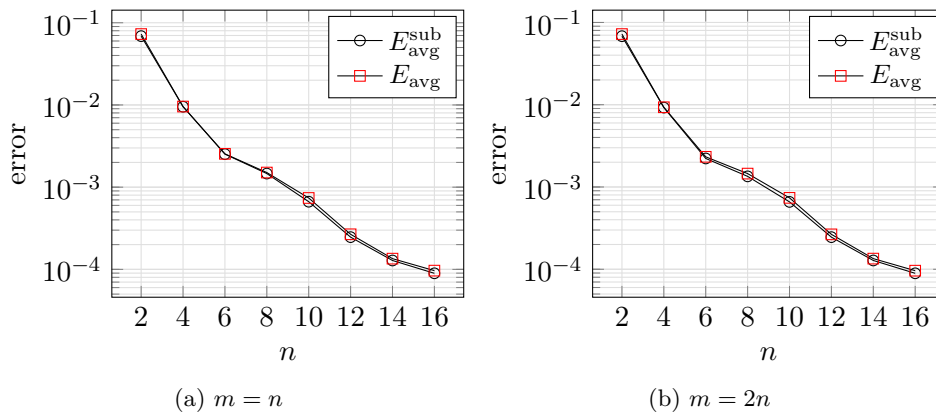 10^{-1}
10^{-2}
10^{-3}
10^{-4}
error
E_{avg}^{sub}
E_{avg}
2 4 6 8 10 12 14 16
n
(a) m = n
10^{-1}
10^{-2}
10^{-3}
10^{-4}
error
E_{avg}^{sub}
E_{avg}
2 4 6 8 10 12 14 16
n
(b) m = 2n